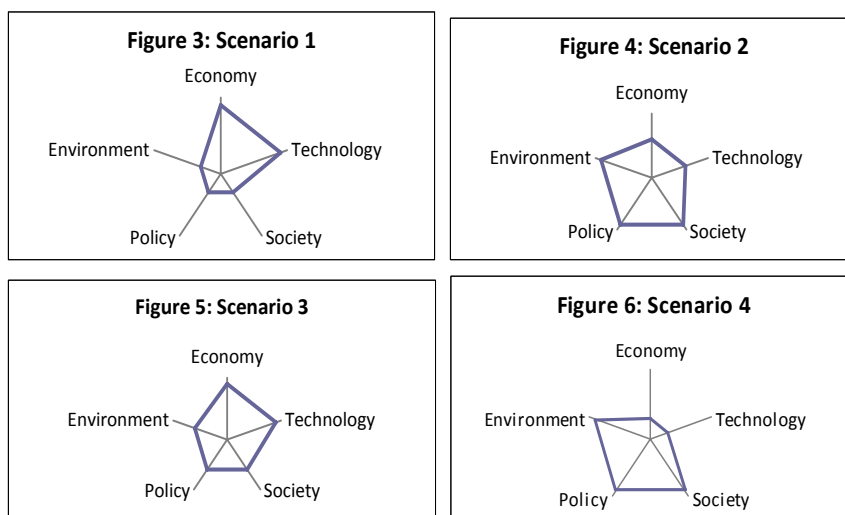 Figure 3: Scenario 1
Economy
Environment
Technology
Policy
Society
Figure 4: Scenario 2
Economy
Environment
Technology
Policy
Society
Figure 5: Scenario 3
Economy
Environment
Technology
Policy
Society
Figure 6: Scenario 4
Economy
Environment
Technology
Policy
Society